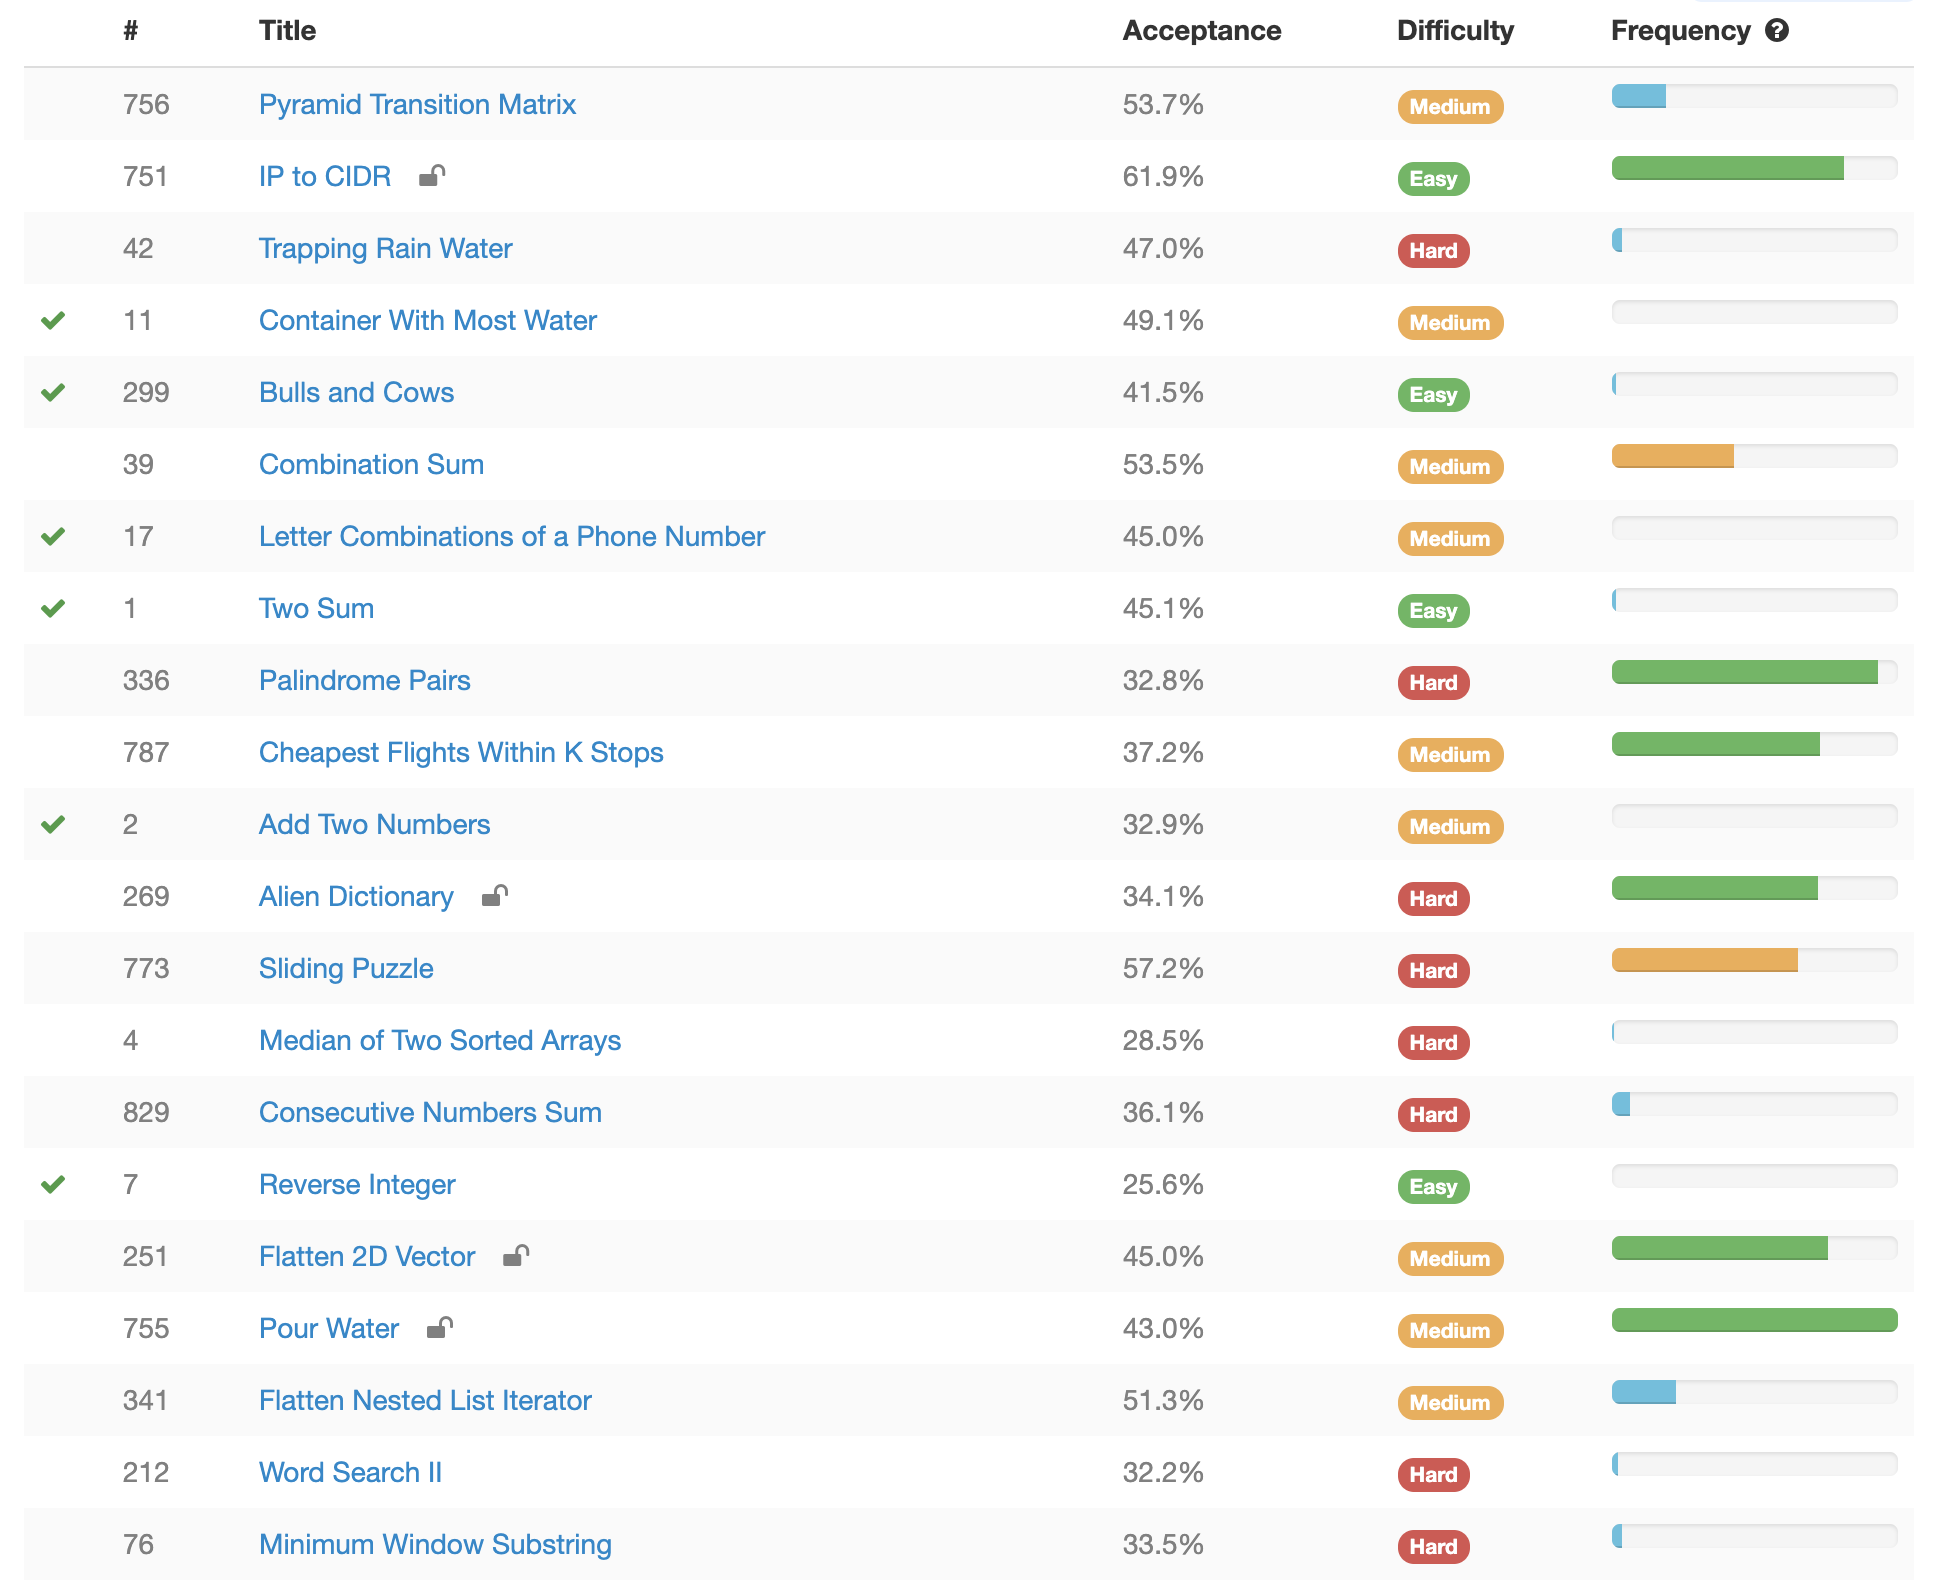 # Title Acceptance Difficulty Frequency
756 Pyramid Transition Matrix 53.7% Medium
751 IP to CIDR 61.9% Easy
42 Trapping Rain Water 47.0% Hard
11 Container With Most Water 49.1% Medium
299 Bulls and Cows 41.5% Easy
39 Combination Sum 53.5% Medium
17 Letter Combinations of a Phone Number 45.0% Medium
1 Two Sum 45.1% Easy
336 Palindrome Pairs 32.8% Hard
787 Cheapest Flights Within K Stops 37.2% Medium
2 Add Two Numbers 32.9% Medium
269 Alien Dictionary 34.1% Hard
773 Sliding Puzzle 57.2% Hard
4 Median of Two Sorted Arrays 28.5% Hard
829 Consecutive Numbers Sum 36.1% Hard
7 Reverse Integer 25.6% Easy
251 Flatten 2D Vector 45.0% Medium
755 Pour Water 43.0% Medium
341 Flatten Nested List Iterator 51.3% Medium
212 Word Search II 32.2% Hard
76 Minimum Window Substring 33.5% Hard